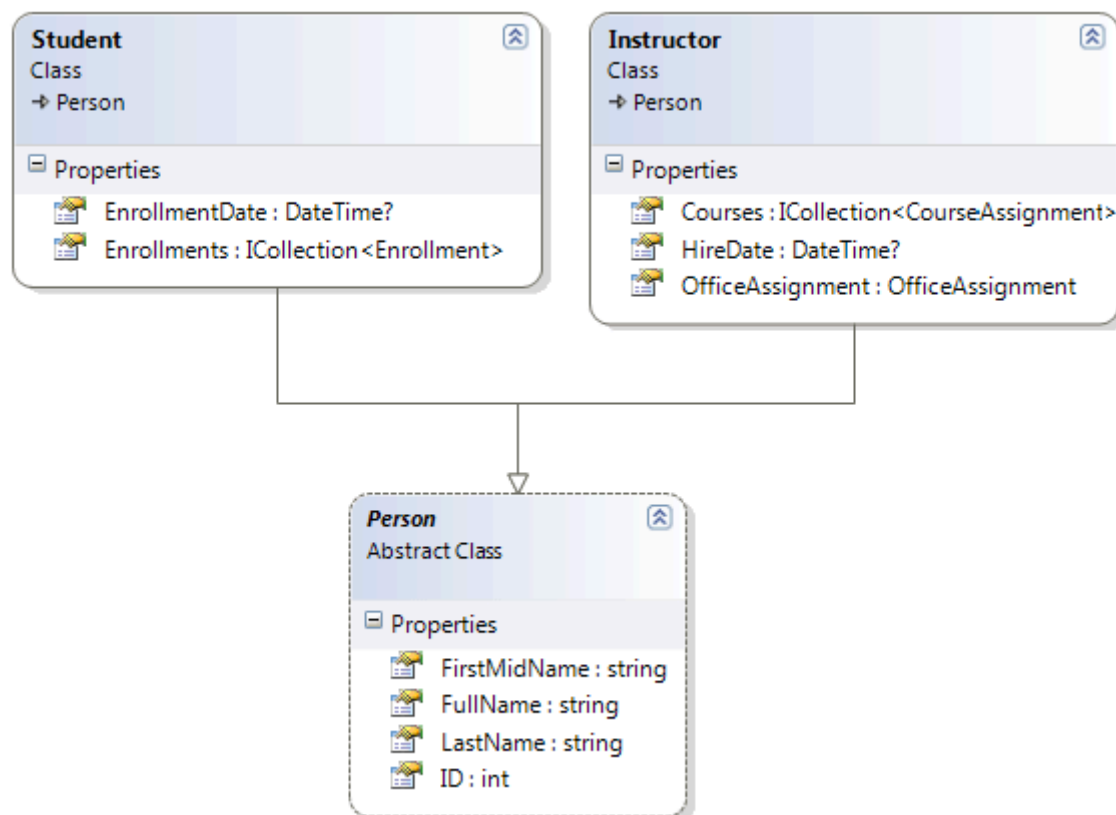 Student
Class
Person
Properties
EnrollmentDate : DateTime?
Enrollments : ICollection<Enrollment>
Instructor
Class
Person
Properties
Courses : ICollection<CourseAssignment>
HireDate : DateTime?
OfficeAssignment : OfficeAssignment
Person
Abstract Class
Properties
FirstMidName : string
FullName : string
LastName : string
ID : int